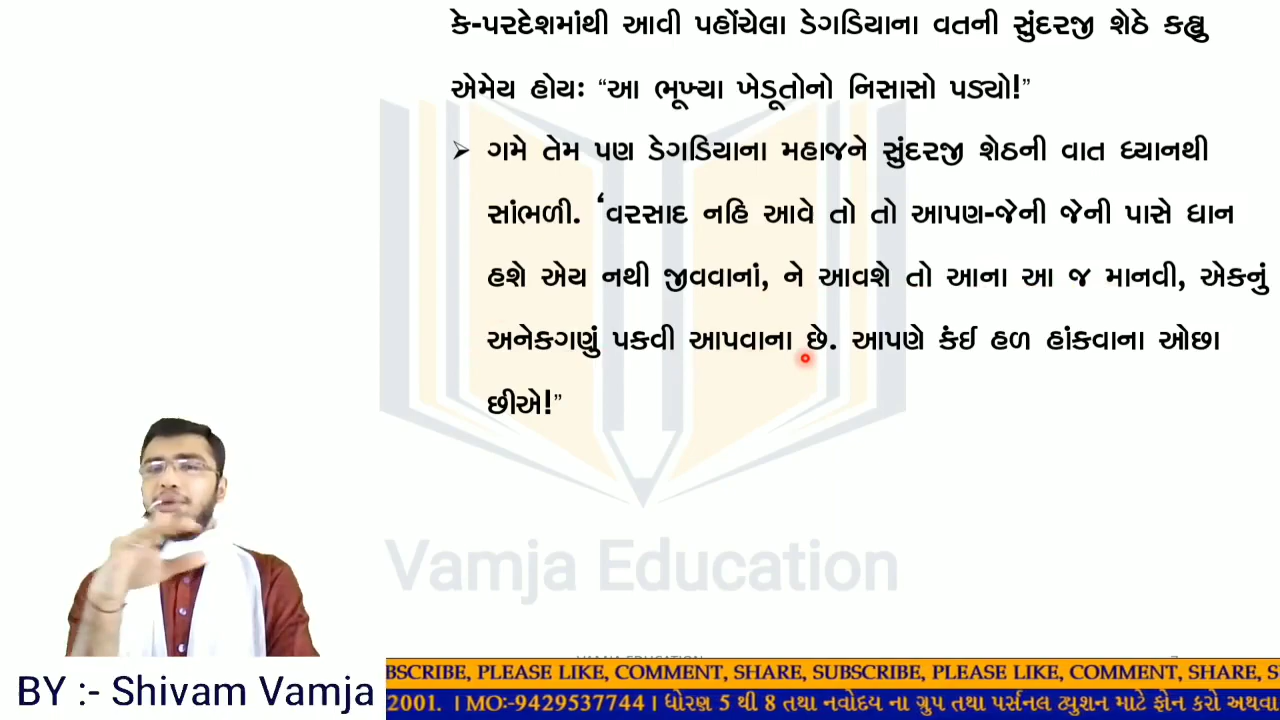 કે-પરદેશમાંથી આવી પહોંચેલા ડેગડિયાના વતની સુંદરજી શેઠે કહ્યુ
એમેય હોયઃ “આ ભૂખ્યા ખેડૂતોનો નિસાસો પડ્યો!”
➢ ગમે તેમ પણ ડેગડિયાના મહાજને સુંદરજી શેઠની વાત ધ્યાનથી
સાંભળી. ‘વરસાદ નહિ આવે તો તો આપણ-જેની જેની પાસે ધાન
હશે એય નથી જીવવાનાં, ને આવશે તો આના આ જ માનવી, એકનું
અનેકગણું પકવી આપવાના છે. આપણે કંઈ હળ હાંકવાના ઓછા
છીએ!”
Vamja Education
BY :- Shivam Vamja
BSCRIBE, PLEASE LIKE, COMMENT, SHARE, SUBSCRIBE, PLEASE LIKE, COMMENT, SHARE, S
2001. | MO:-9429537744 | ધોરણ 5 થી 8 તથા નવોદય ના ગ્રુપ તથા પર્સનલ ટ્યુશન માટે ફોન કરો અથવા